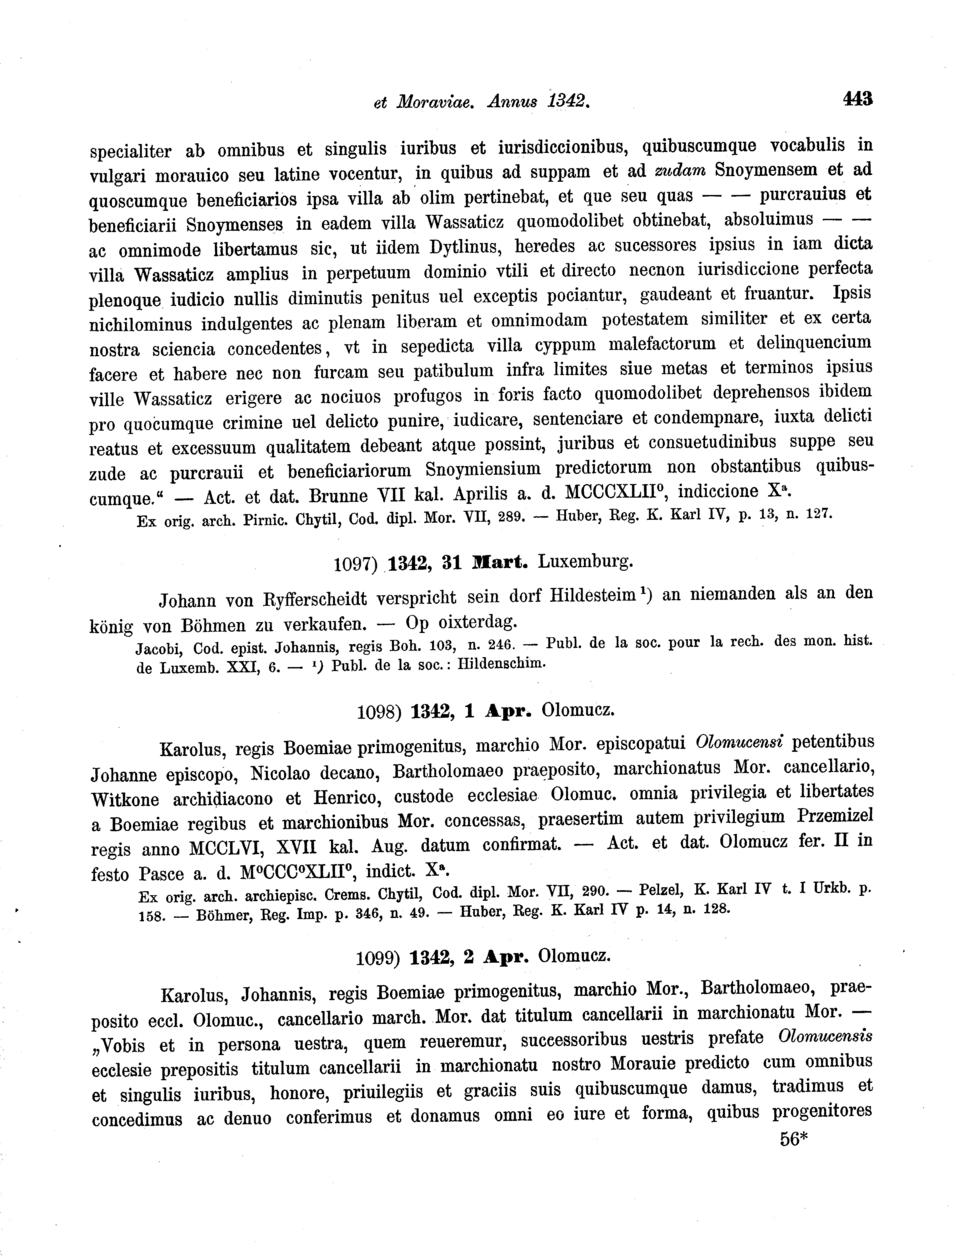 et Moraviae. Annus 1342. 443
specialiter ab omnibus et singulis iuribus et iurisdiccionibus, quibuscumque vocabulis in
vulgari morauico seu latine vocentur, in quibus ad suppam et ad zudam Snoymensem et ad
quoscumque beneficiarios ipsa villa ab olim pertinebat, et que seu quas — — purcrauius et
beneficiarii Snoymenses in eadem villa Wassaticz quomodolibet obtinebat, absoluimus — —
ac omnimode libertamus sic, ut iidem Dytlinus, heredes ac sucessores ipsius in iam dicta
villa Wassaticz amplius in perpetuum dominio vtili et directo necnon iurisdiccione perfecta
plenoque iudicio nullis diminutis penitus uel exceptis pociantur, gaudeant et fruantur. Ipsis
nichilominus indulgentes ac plenam liberam et omnimodam potestatem similiter et ex certa
nostra sciencia concedentes, vt in sepedicta villa cyppum malefactorum et delinquencium
facere et habere nec non furcam seu patibulum infra limites siue metas et terminos ipsius
ville Wassaticz erigere ac nociuos profugos in foris facto quomodolibet deprehensos ibidem
pro quocumque crimine uel delicto punire, iudicare, sentenciare et condempnare, iuxta delicti
reatus et excessuum qualitatem debeant atque possint, juribus et consuetudinibus suppe seu
zude ac purcrauii et beneficiariorum Snoymiensium predictorum non obstantibus quibus-
cumque.“ — Act. et dat. Brunne VII kal. Aprilis a. d. MCCCXLIIº, indiccione Xª.
Ex orig. arch. Pirnic. Chytil, Cod. dipl. Mor. VII, 289. — Huber, Reg. K. Karl IV, p. 13, n. 127.
1097) 1342, 31 Mart. Luxemburg.
Johann von Ryfferscheidt verspricht sein dorf Hildesteim ¹) an niemanden als an den
könig von Böhmen zu verkaufen. — Op oixterdag.
Jacobi, Cod. epist. Johannis, regis Boh. 103, n. 246. — Publ. de la soc. pour la rech. des mon. hist.
de Luxemb. XXI, 6. — ¹) Publ. de la soc.: Hildenschim.
1098) 1342, 1 Apr. Olomucz.
Karolus, regis Boemiae primogenitus, marchio Mor. episcopatui Olomucensi petentibus
Johanne episcopo, Nicolao decano, Bartholomaeo praeposito, marchionatus Mor. cancellario,
Witkone archidiacono et Henrico, custode ecclesiae Olomuc. omnia privilegia et libertates
a Boemiae regibus et marchionibus Mor. concessas, praesertim autem privilegium Przemizel
regis anno MCCLVI, XVII kal. Aug. datum confirmat. — Act. et dat. Olomucz fer. II in
festo Pasce a. d. MºCCCºXLIIº, indict. Xª.
Ex orig. arch. archiepisc. Crems. Chytil, Cod. dipl. Mor. VII, 290. — Pelzel, K. Karl IV t. I Urkb. p.
158. — Böhmer, Reg. Imp. p. 346, n. 49. — Huber, Reg. K. Karl IV p. 14, n. 128.
1099) 1342, 2 Apr. Olomucz.
Karolus, Johannis, regis Boemiae primogenitus, marchio Mor., Bartholomaeo, prae-
posito eccl. Olomuc., cancellario march. Mor. dat titulum cancellarii in marchionatu Mor. —
„Vobis et in persona uestra, quem reueremur, successoribus uestris prefate Olomucensis
ecclesie prepositis titulum cancellarii in marchionatu nostro Morauie predicto cum omnibus
et singulis iuribus, honore, priuilegiis et graciis suis quibuscumque damus, tradimus et
concedimus ac denuo conferimus et donamus omni eo iure et forma, quibus progenitores
56*